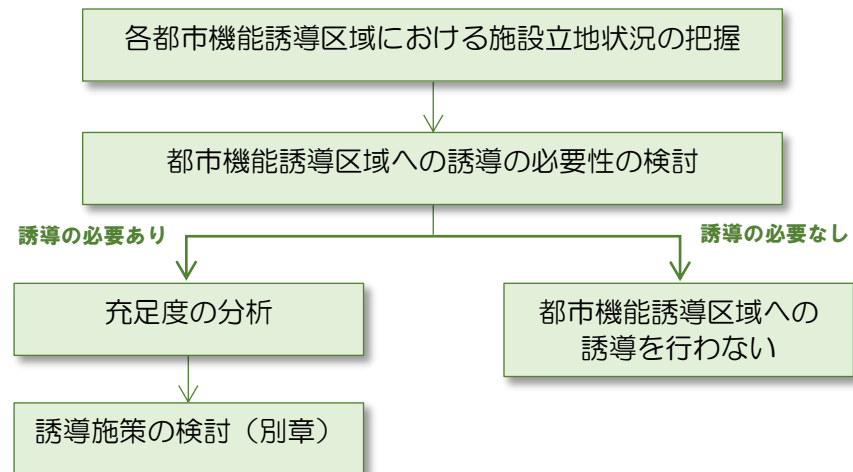 各都市機能誘導区域における施設立地状況の把握
都市機能誘導区域への誘導の必要性の検討
誘導の必要あり
誘導の必要なし
充足度の分析
都市機能誘導区域への
誘導を行わない
誘導施策の検討（別章）